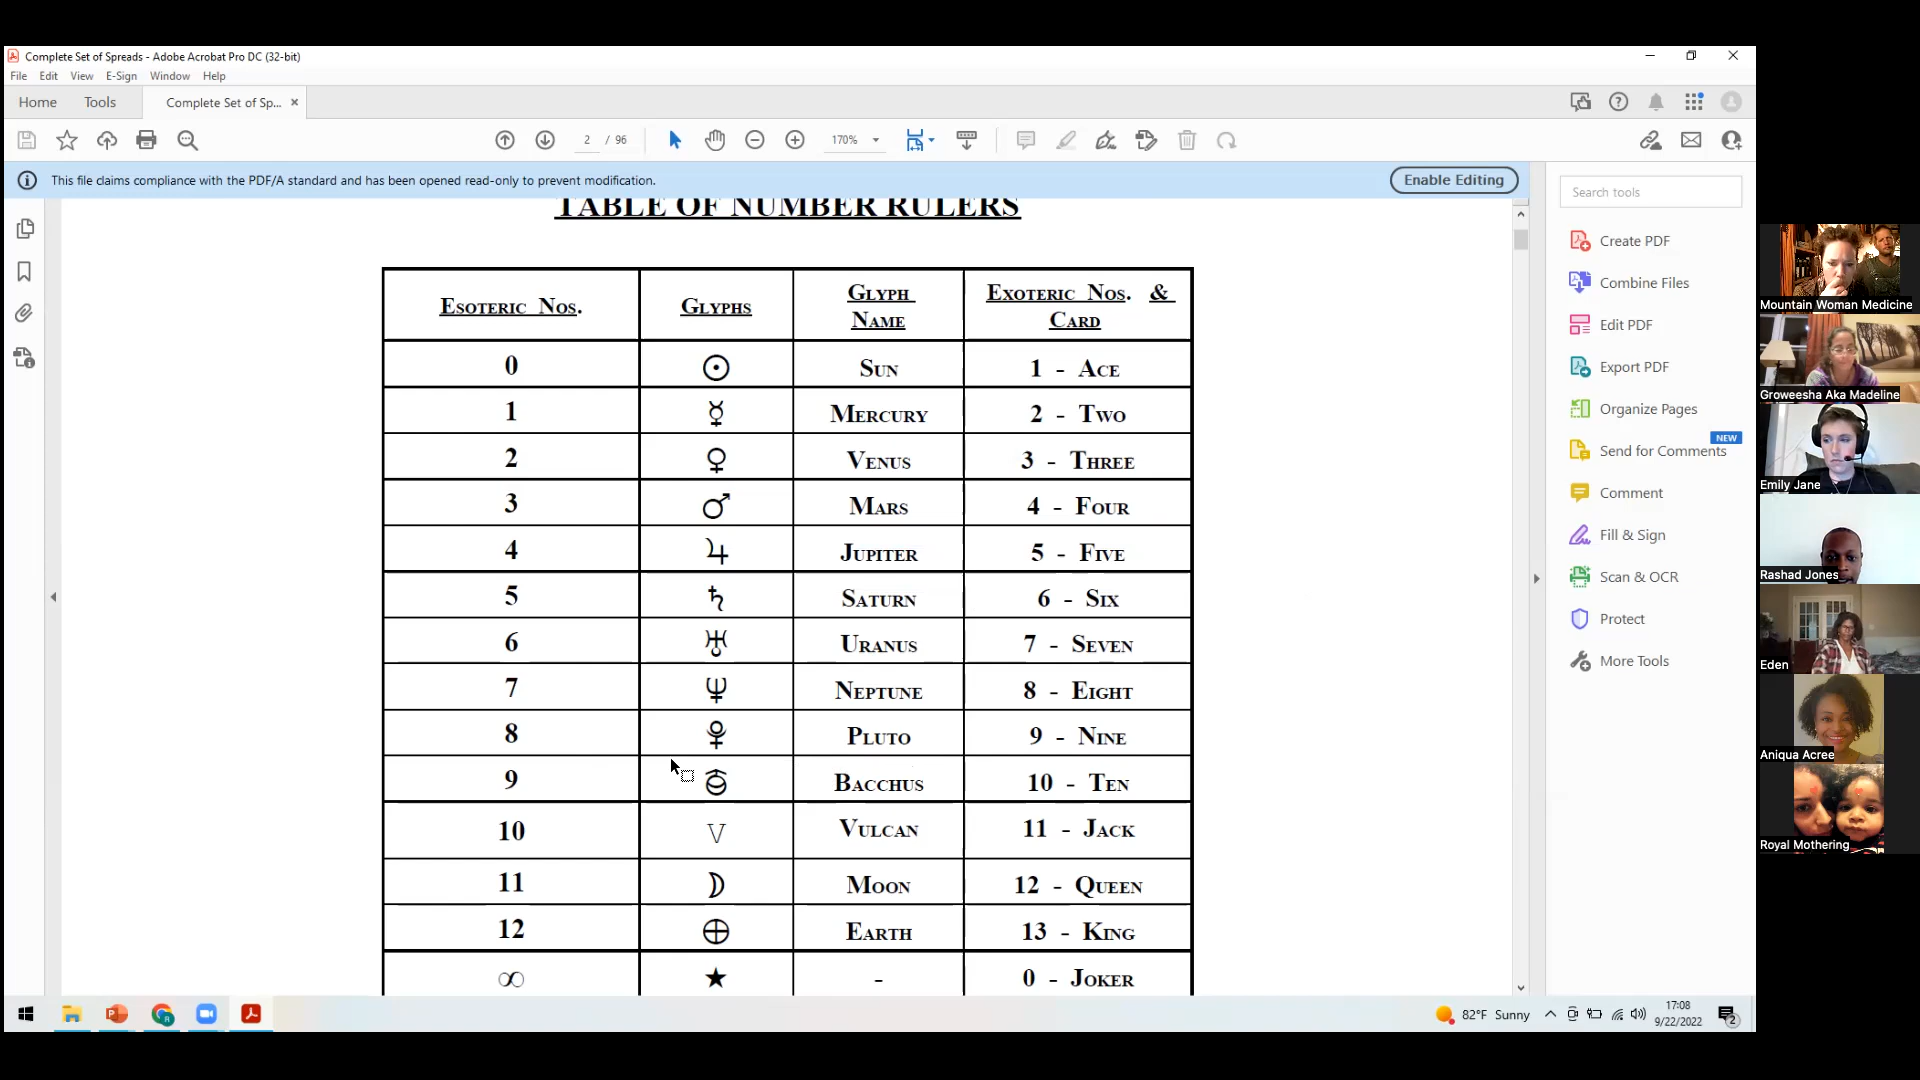 Complete Set of Spreads - Adobe Acrobat Pro DC (32-bit)
File Edit View E-Sign Window Help
Home Tools Complete Set of Sp... ×
2 / 96 170%
This file claims compliance with the PDF/A standard and has been opened read-only to prevent modification. Enable Editing
TABLE OF NUMBER RULERS
ESOTERIC NOS. GLYPHS GLYPH NAME EXOTERIC NOS. & CARD
0 ☉ SUN 1 - ACE
1 ☿ MERCURY 2 - TWO
2 ♀ VENUS 3 - THREE
3 ♂ MARS 4 - FOUR
4 ♃ JUPITER 5 - FIVE
5 ♄ SATURN 6 - SIX
6 ♅ URANUS 7 - SEVEN
7 ♆ NEPTUNE 8 - EIGHT
8 PLUTO 9 - NINE
9 BACCHUS 10 - TEN
10 V VULCAN 11 - JACK
11 ☽ MOON 12 - QUEEN
12 ⊕ EARTH 13 - KING
∞ ★ - 0 - JOKER
Search tools
Create PDF
Combine Files
Edit PDF
Export PDF
Organize Pages
NEW
Send for Comments
Comment
Fill & Sign
Scan & OCR
Protect
More Tools
Mountain Woman Medicine
Groweesha Aka Madeline
Emily Jane
Rashad Jones
Eden
Aniqua Acree
Royal Mothering
82°F Sunny
17:08
9/22/2022
2